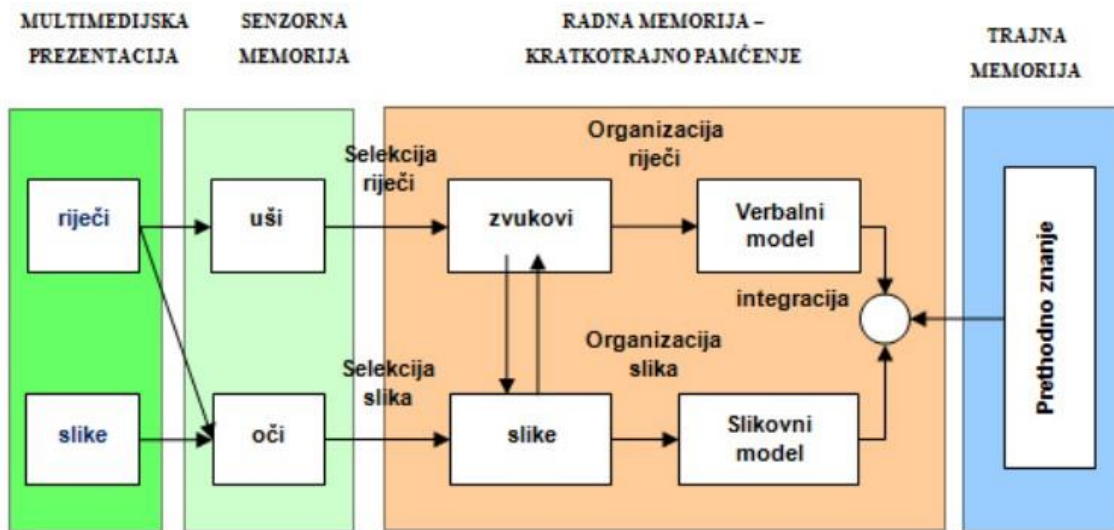 MULTIMEDIJSKA
PREZENTACIJA
SENZORNA
MEMORIJA
RADNA MEMORIJA –
KRATKOTRAJNO PAMĆENJE
TRAJNA
MEMORIJA
riječi
slike
uši
oči
Selekcija
riječi
Selekcija
slika
zvukovi
slike
Organizacija
riječi
Verbalni
model
integracija
Organizacija
slika
Slikovni
model
Prethodno znanje